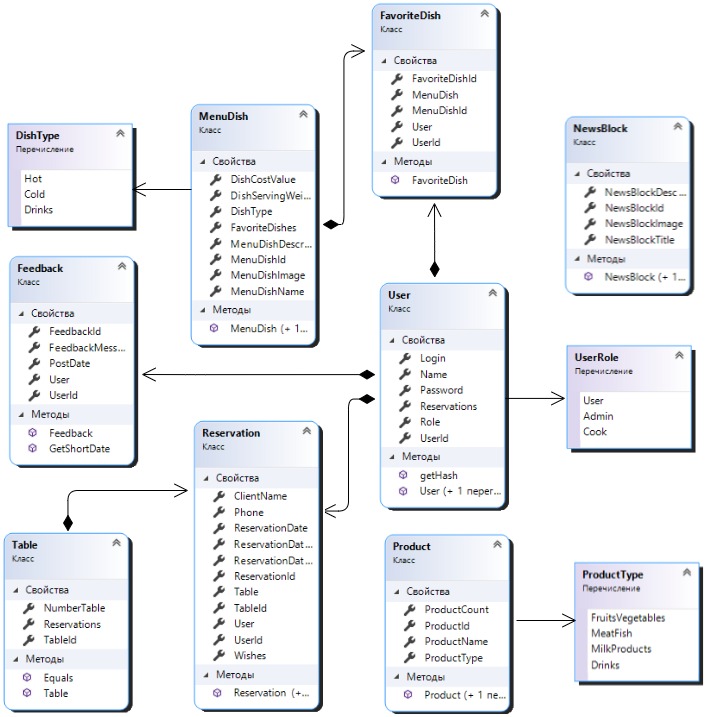 FavoriteDish
Класс
Свойства
FavoriteDishId
MenuDish
MenuDishId
User
UserId
Методы
FavoriteDish
MenuDish
Класс
Свойства
DishCostValue
DishServingWei...
DishType
FavoriteDishes
MenuDishDescr...
MenuDishId
MenuDishImage
MenuDishName
Методы
MenuDish (+ 1...
DishType
Перечисление
Hot
Cold
Drinks
NewsBlock
Класс
Свойства
NewsBlockDesc...
NewsBlockId
NewsBlockImage
NewsBlockTitle
Методы
NewsBlock (+ 1...
Feedback
Класс
Свойства
FeedbackId
FeedbackMess...
PostDate
User
UserId
Методы
Feedback
GetShortDate
User
Класс
Свойства
Login
Name
Password
Reservations
Role
UserId
Методы
getHash
User (+ 1 перег...
UserRole
Перечисление
User
Admin
Cook
Reservation
Класс
Свойства
ClientName
Phone
ReservationDate
ReservationDat...
ReservationDat...
ReservationId
Table
TableId
User
UserId
Wishes
Методы
Reservation (+...
Table
Класс
Свойства
NumberTable
Reservations
TableId
Методы
Equals
Table
Product
Класс
Свойства
ProductCount
ProductId
ProductName
ProductType
Методы
Product (+ 1 пе...
ProductType
Перечисление
FruitsVegetables
MeatFish
MilkProducts
Drinks